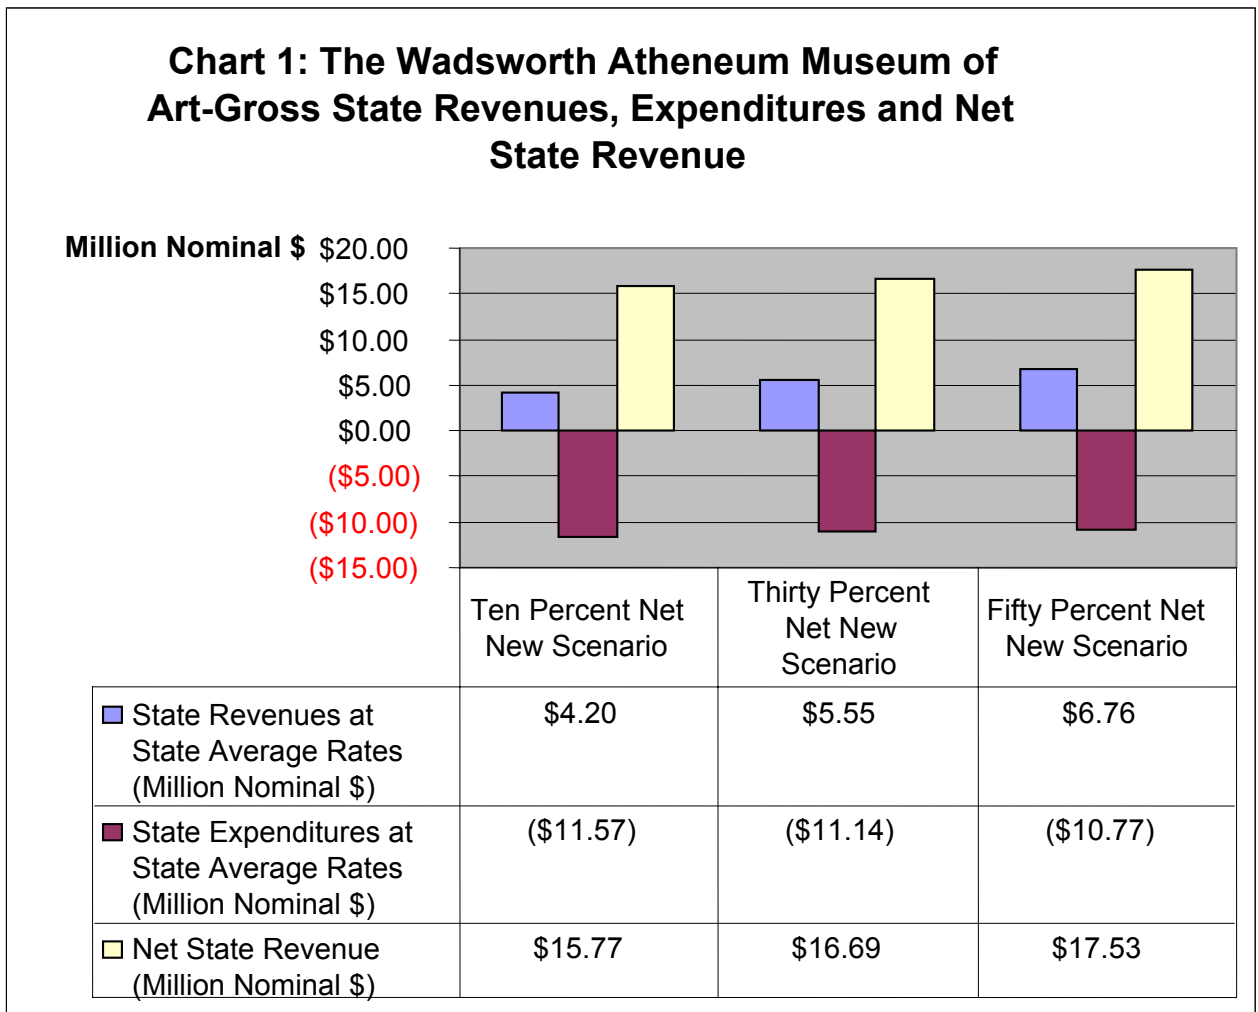 Chart 1: The Wadsworth Atheneum Museum of
Art-Gross State Revenues, Expenditures and Net
State Revenue
Million Nominal $
$20.00
$15.00
$10.00
$5.00
$0.00
($5.00)
($10.00)
($15.00)
Ten Percent Net
New Scenario
Thirty Percent
Net New
Scenario
Fifty Percent Net
New Scenario
State Revenues at
State Average Rates
(Million Nominal $)
$4.20
$5.55
$6.76
State Expenditures at
State Average Rates
(Million Nominal $)
($11.57)
($11.14)
($10.77)
Net State Revenue
(Million Nominal $)
$15.77
$16.69
$17.53